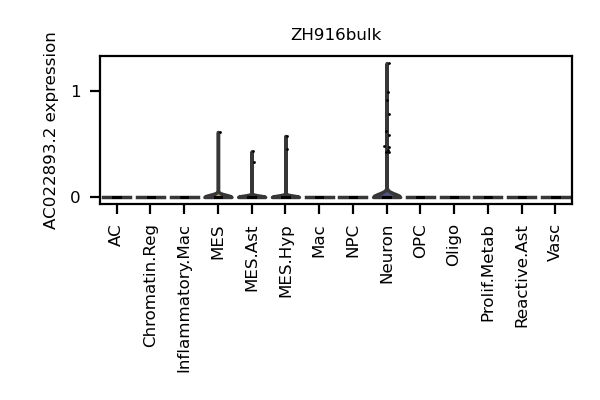 ZH916bulk
AC022893.2 expression
1
0
AC
Chromatin.Reg
Inflammatory.Mac
MES
MES.Ast
MES.Hyp
Mac
NPC
Neuron
OPC
Oligo
Prolif.Metab
Reactive.Ast
Vasc